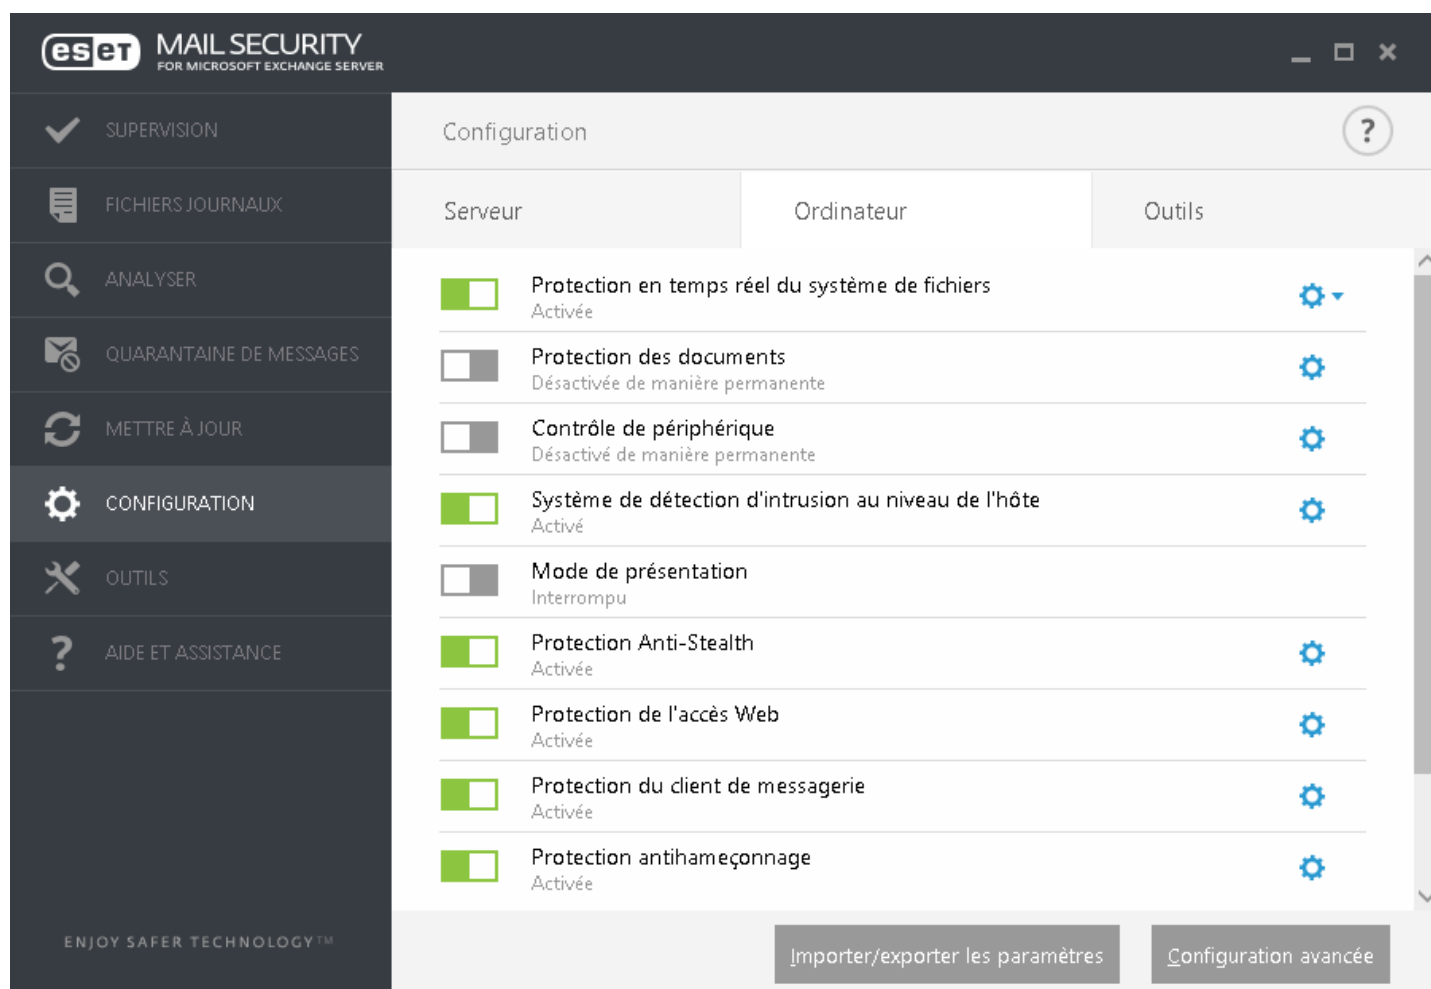 eset MAIL SECURITY
FOR MICROSOFT EXCHANGE SERVER
SUPERVISION
FICHIERS JOURNAUX
ANALYSER
QUARANTAINE DE MESSAGES
METTRE À JOUR
CONFIGURATION
OUTILS
AIDE ET ASSISTANCE
ENJOY SAFER TECHNOLOGY™
Configuration
?
Serveur
Ordinateur
Outils
Protection en temps réel du système de fichiers
Activée
Protection des documents
Désactivée de manière permanente
Contrôle de périphérique
Désactivé de manière permanente
Système de détection d'intrusion au niveau de l'hôte
Activé
Mode de présentation
Interrompu
Protection Anti-Stealth
Activée
Protection de l'accès Web
Activée
Protection du client de messagerie
Activée
Protection antihameçonnage
Activée
Importer/exporter les paramètres
Configuration avancée